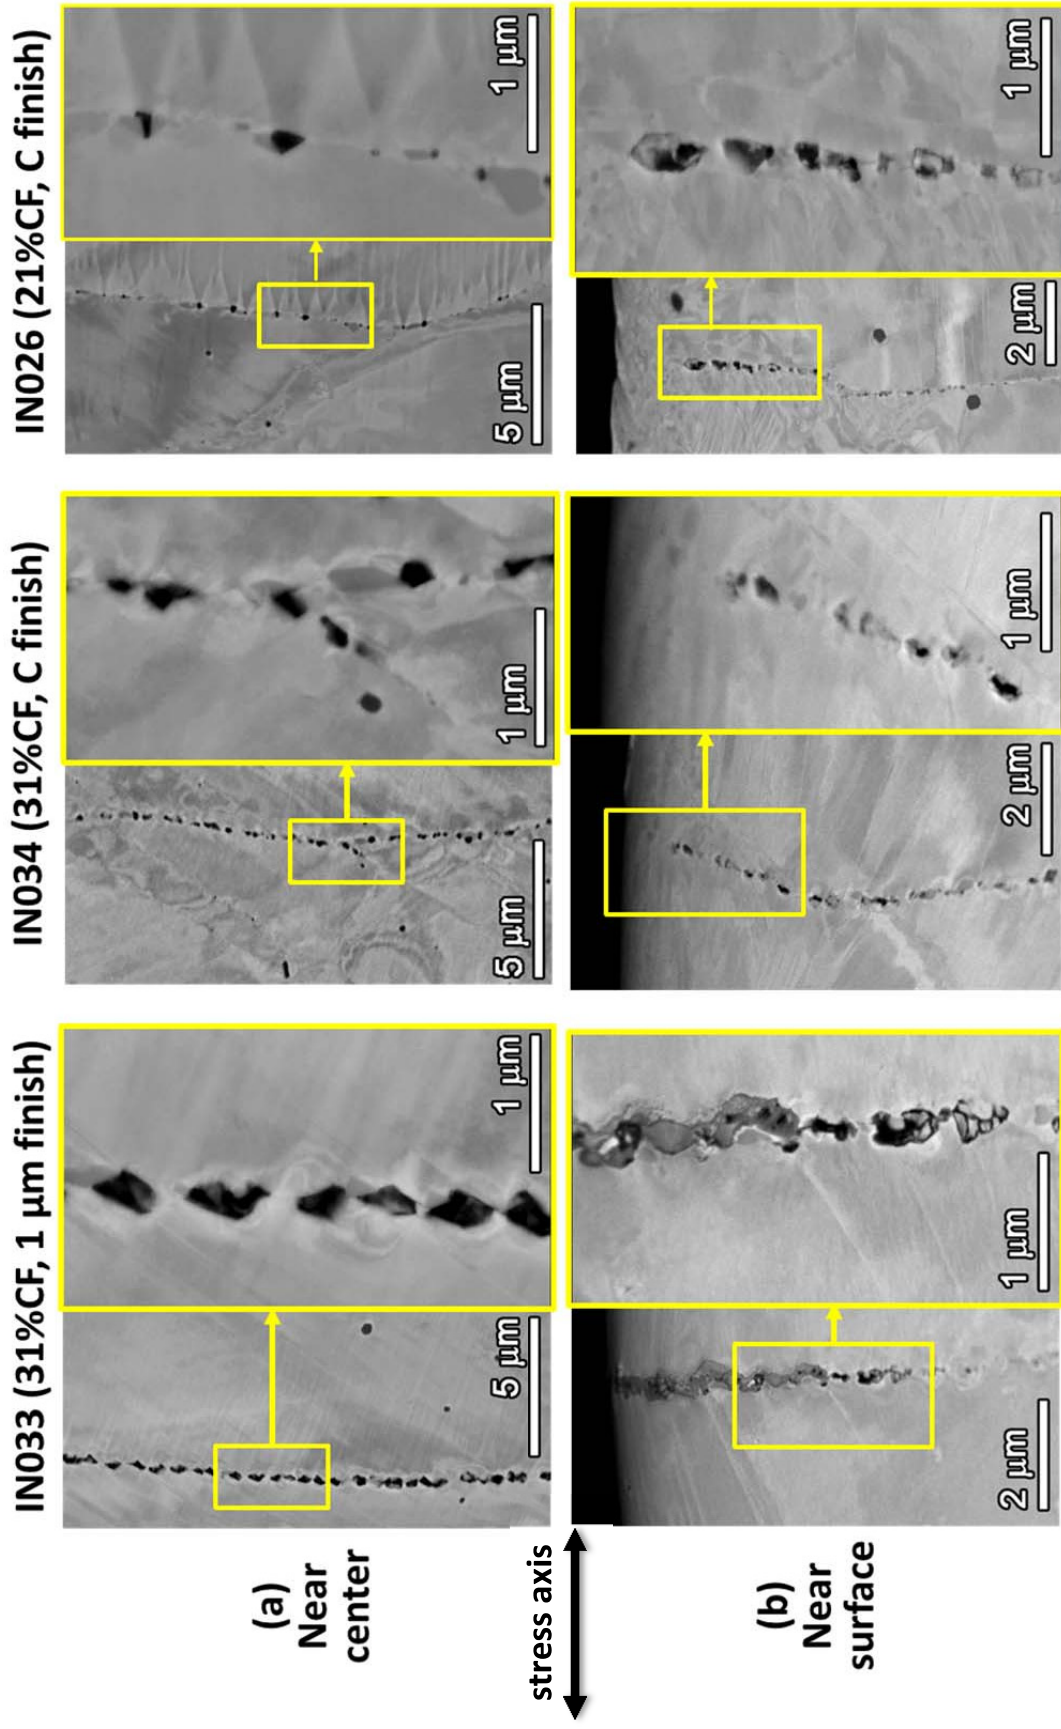 IN033 (31%CF, 1 µm finish)
IN034 (31%CF, C finish)
IN026 (21%CF, C finish)
(a)
Near
center
5 µm
1 µm
5 µm
1 µm
5 µm
1 µm
stress axis
(b)
Near
surface
2 µm
1 µm
2 µm
1 µm
2 µm
1 µm